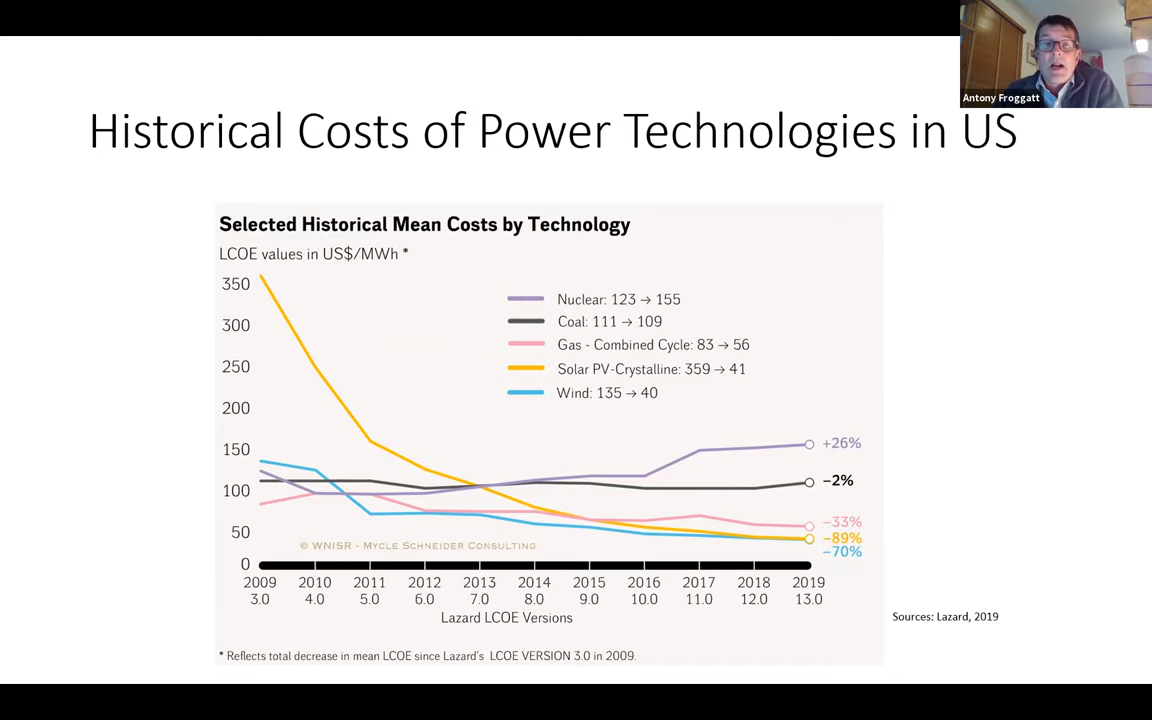 Antony Froggatt
Historical Costs of Power Technologies in US
Selected Historical Mean Costs by Technology
LCOE values in US$/MWh *
350
300
250
200
150
100
50
0
Nuclear: 123 → 155
Coal: 111 → 109
Gas - Combined Cycle: 83 → 56
Solar PV-Crystalline: 359 → 41
Wind: 135 → 40
+26%
−2%
−33%
−89%
−70%
© WNISR - Mycle Schneider Consulting
2009 2010 2011 2012 2013 2014 2015 2016 2017 2018 2019
3.0 4.0 5.0 6.0 7.0 8.0 9.0 10.0 11.0 12.0 13.0
Lazard LCOE Versions
Sources: Lazard, 2019
* Reflects total decrease in mean LCOE since Lazard's LCOE VERSION 3.0 in 2009.